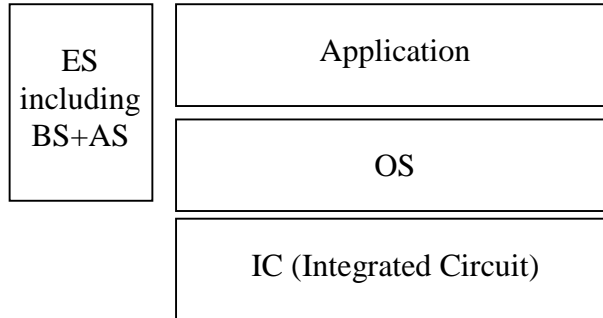 ES
including
BS+AS
Application
OS
IC (Integrated Circuit)